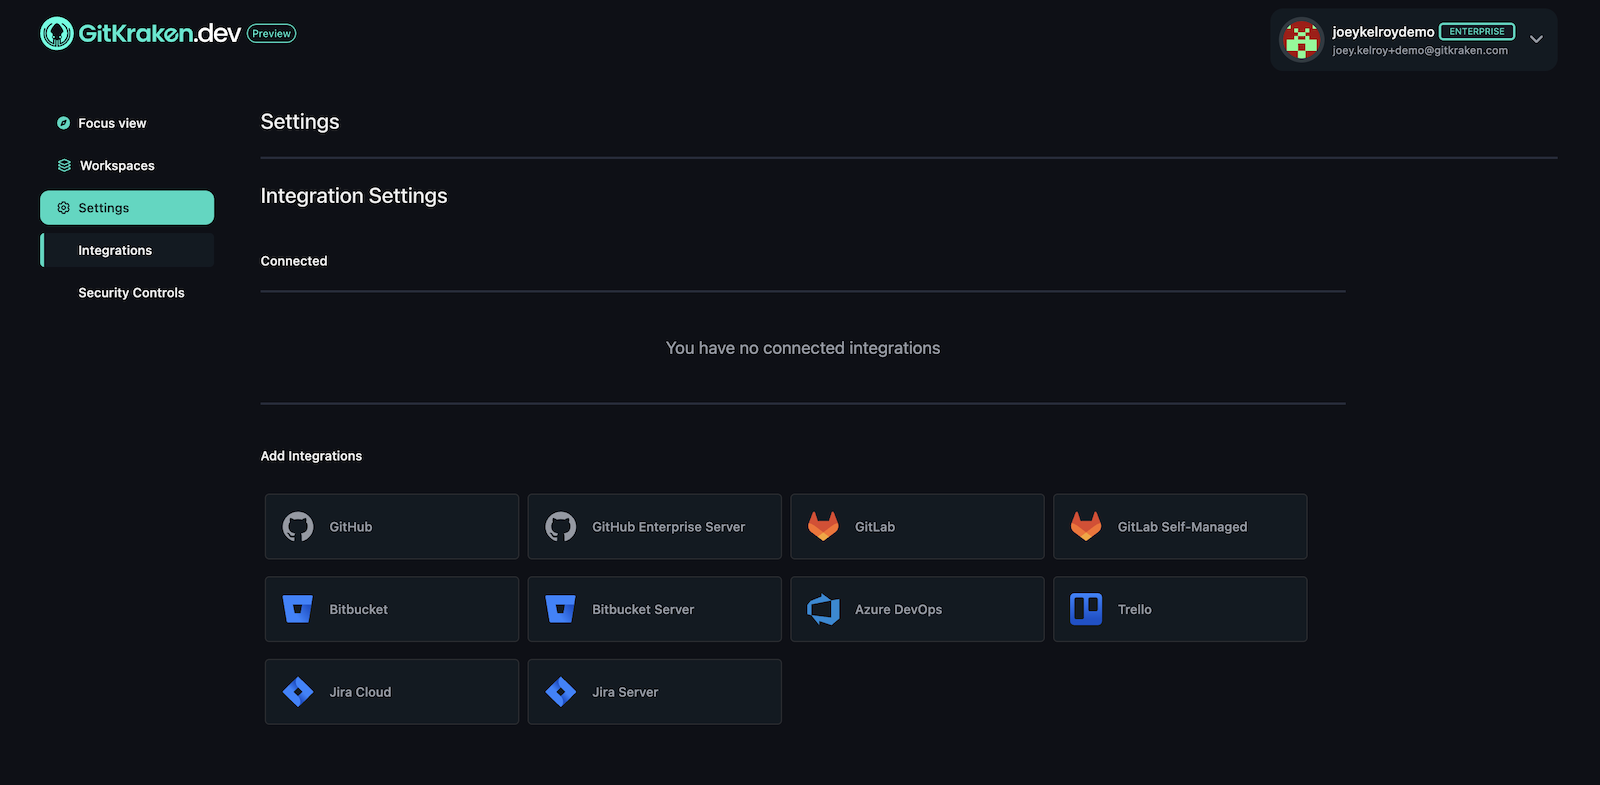 GitKraken.dev Preview
joeykelroydemo ENTERPRISE
joey.kelroy+demo@gitkraken.com
Focus view
Workspaces
Settings
Integrations
Security Controls
Settings
Integration Settings
Connected
You have no connected integrations
Add Integrations
GitHub
GitHub Enterprise Server
GitLab
GitLab Self-Managed
Bitbucket
Bitbucket Server
Azure DevOps
Trello
Jira Cloud
Jira Server